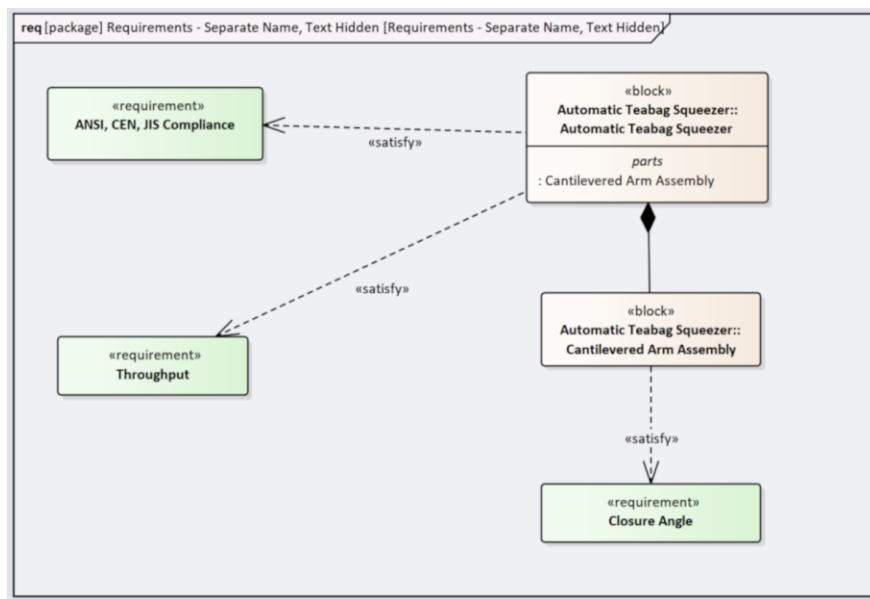 req [package] Requirements - Separate Name, Text Hidden [Requirements - Separate Name, Text Hidden]
«requirement»
ANSI, CEN, JIS Compliance
«block»
Automatic Teabag Squeezer::
Automatic Teabag Squeezer
parts
: Cantilevered Arm Assembly
«satisfy»
«satisfy»
«requirement»
Throughput
«block»
Automatic Teabag Squeezer::
Cantilevered Arm Assembly
«satisfy»
«requirement»
Closure Angle